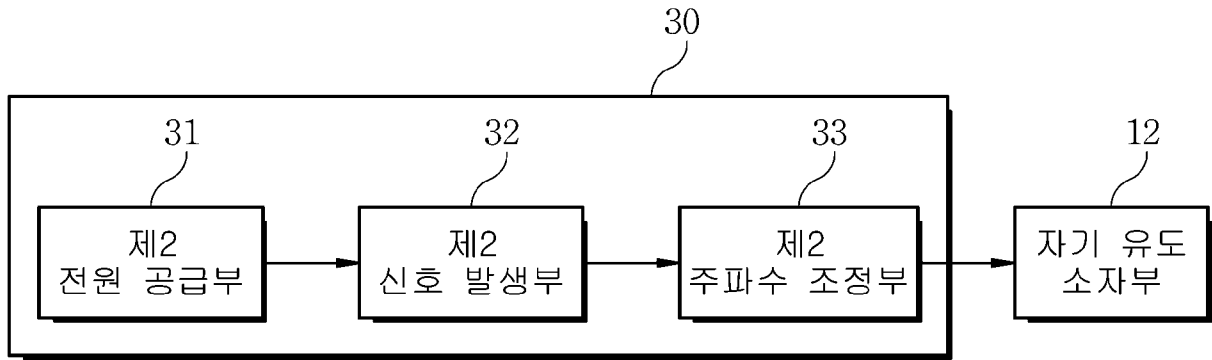 30
31
32
33
12
제2
전원 공급부
제2
신호 발생부
제2
주파수 조정부
자기 유도
소자부